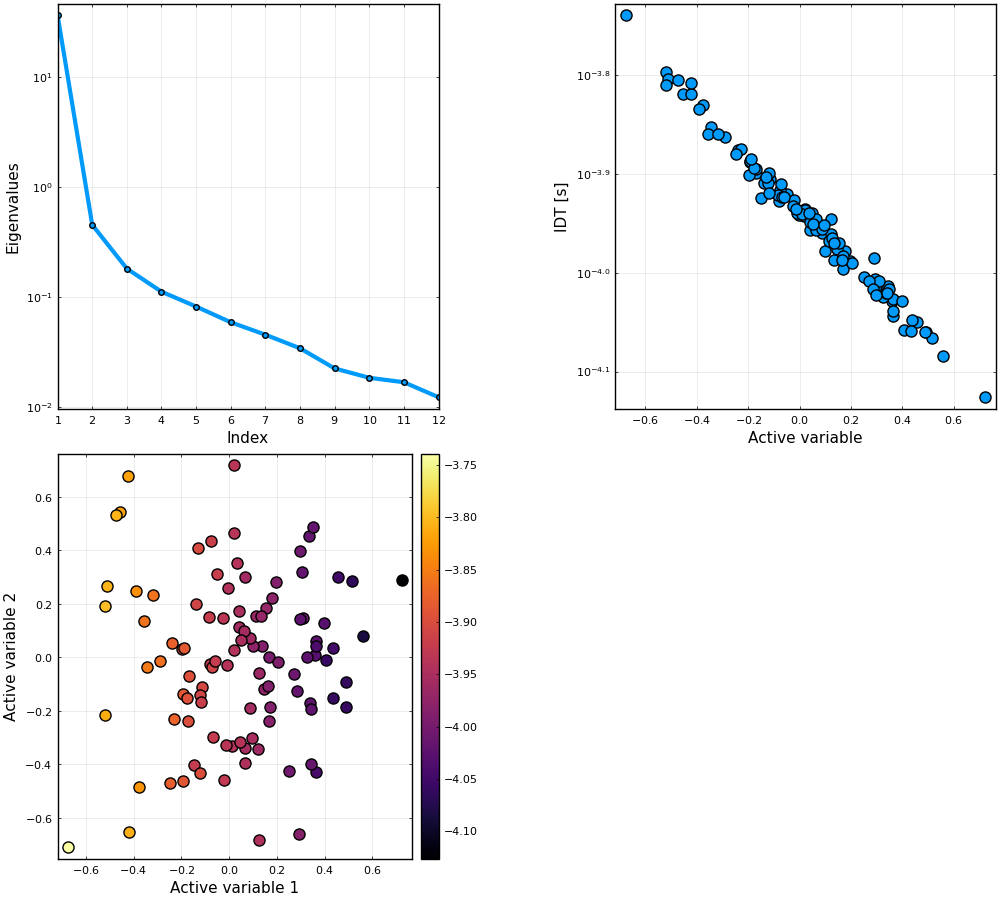 10¹
10⁰
10⁻¹
10⁻²
Eigenvalues
1 2 3 4 5 6 7 8 9 10 11 12
Index
10⁻³·⁸
10⁻³·⁹
10⁻⁴·⁰
10⁻⁴·¹
IDT [s]
−0.6 −0.4 −0.2 0.0 0.2 0.4 0.6
Active variable
0.6
0.4
0.2
0.0
−0.2
−0.4
−0.6
Active variable 2
−0.6 −0.4 −0.2 0.0 0.2 0.4 0.6
Active variable 1
−3.75
−3.80
−3.85
−3.90
−3.95
−4.00
−4.05
−4.10